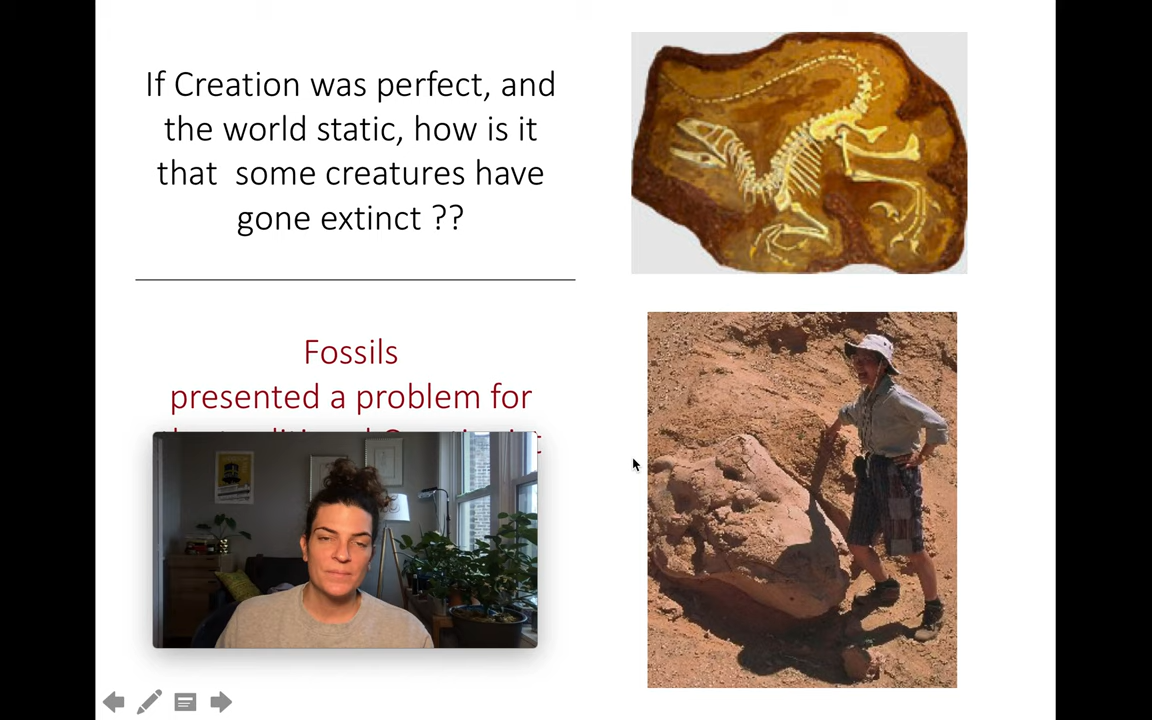 If Creation was perfect, and
the world static, how is it
that  some creatures have
gone extinct ??
Fossils
presented a problem for